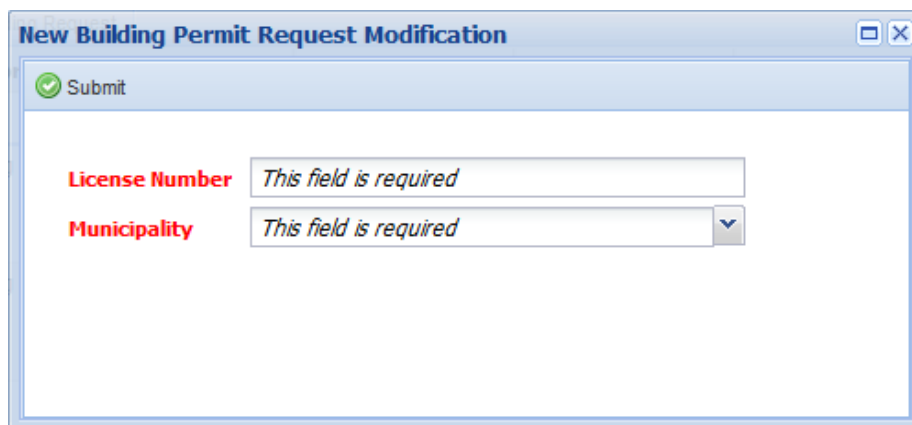 New Building Permit Request Modification
Submit
License Number This field is required
Municipality This field is required